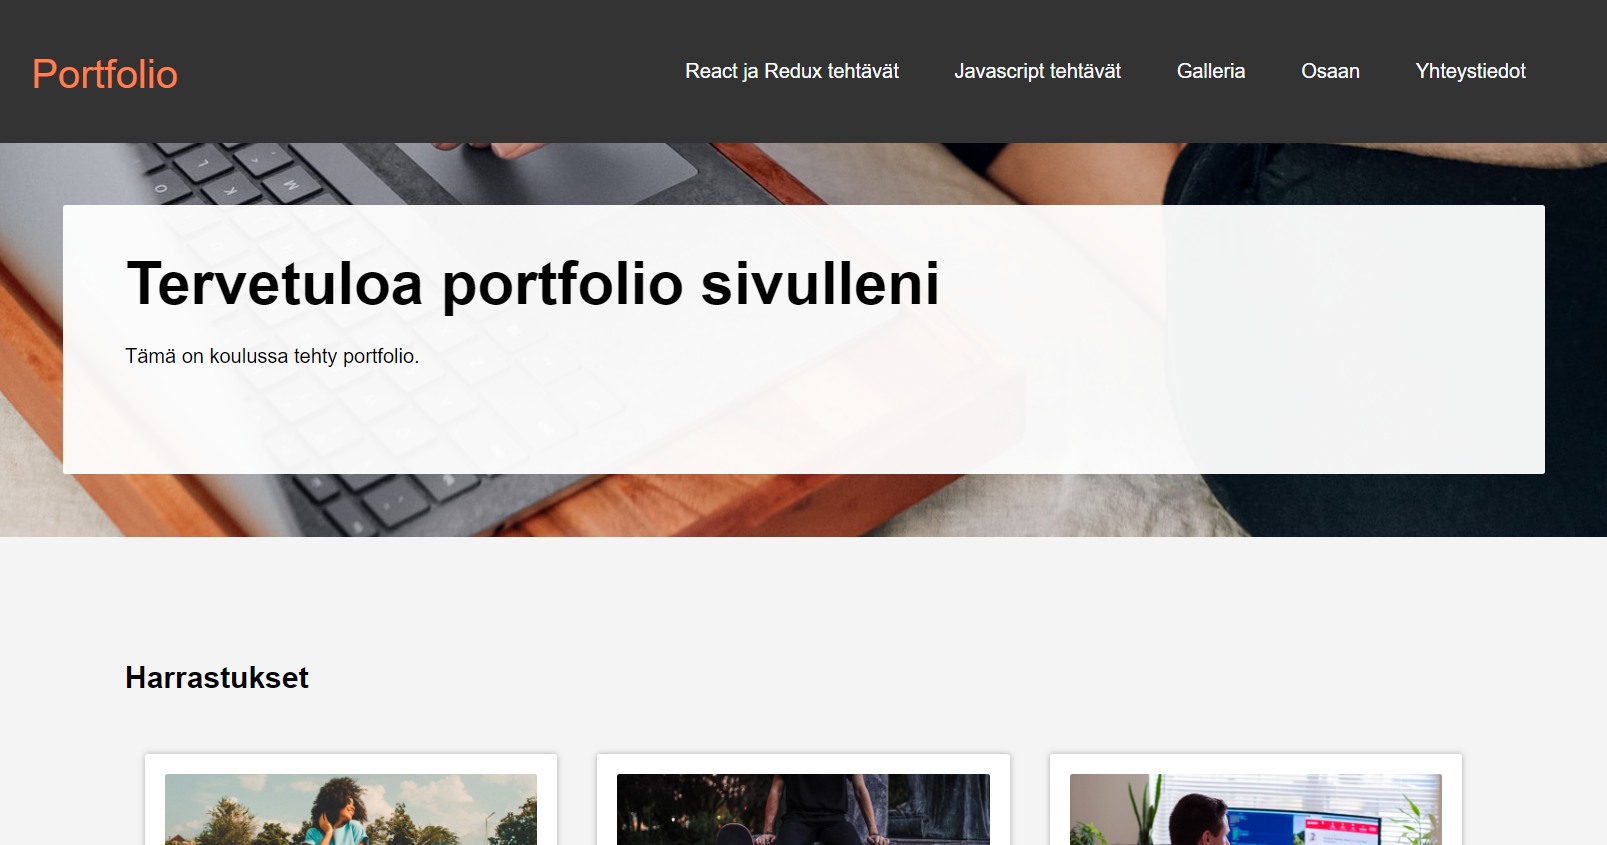 Portfolio
React ja Redux tehtävät Javascript tehtävät Galleria Osaan Yhteystiedot
Tervetuloa portfolio sivulleni
Tämä on koulussa tehty portfolio.
Harrastukset